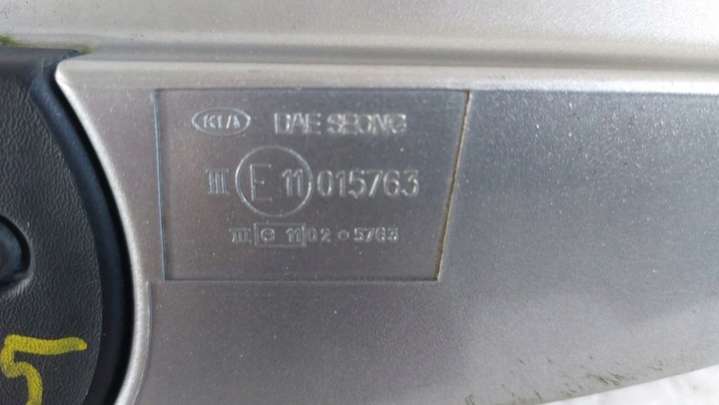 KIA DAE SEONG
III E 11 015763
III e 11 02 * 5763
5